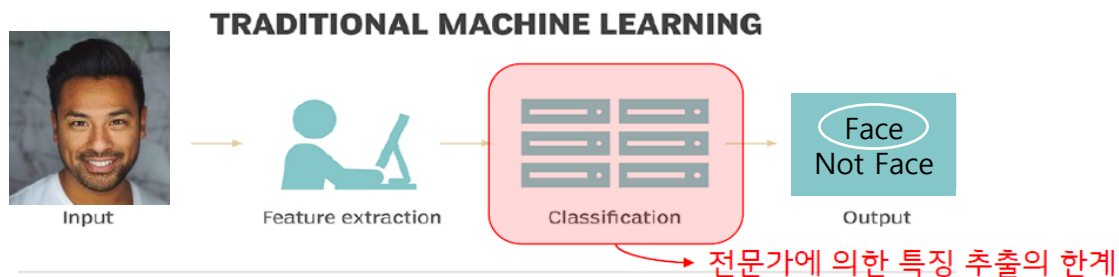 TRADITIONAL MACHINE LEARNING
Face
Not Face
Input
Feature extraction
Classification
Output
전문가에 의한 특징 추출의 한계